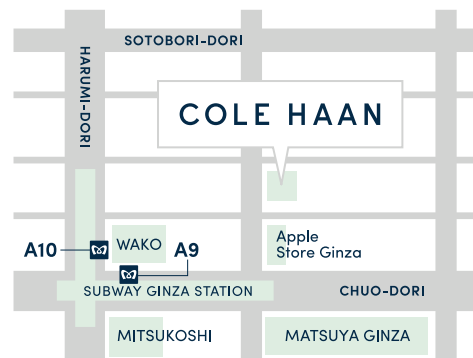 SOTOBORI-DORI
HARUMI-DORI
COLE HAAN
A10
WAKO
A9
Apple
Store Ginza
SUBWAY GINZA STATION
CHUO-DORI
MITSUKOSHI
MATSUYA GINZA